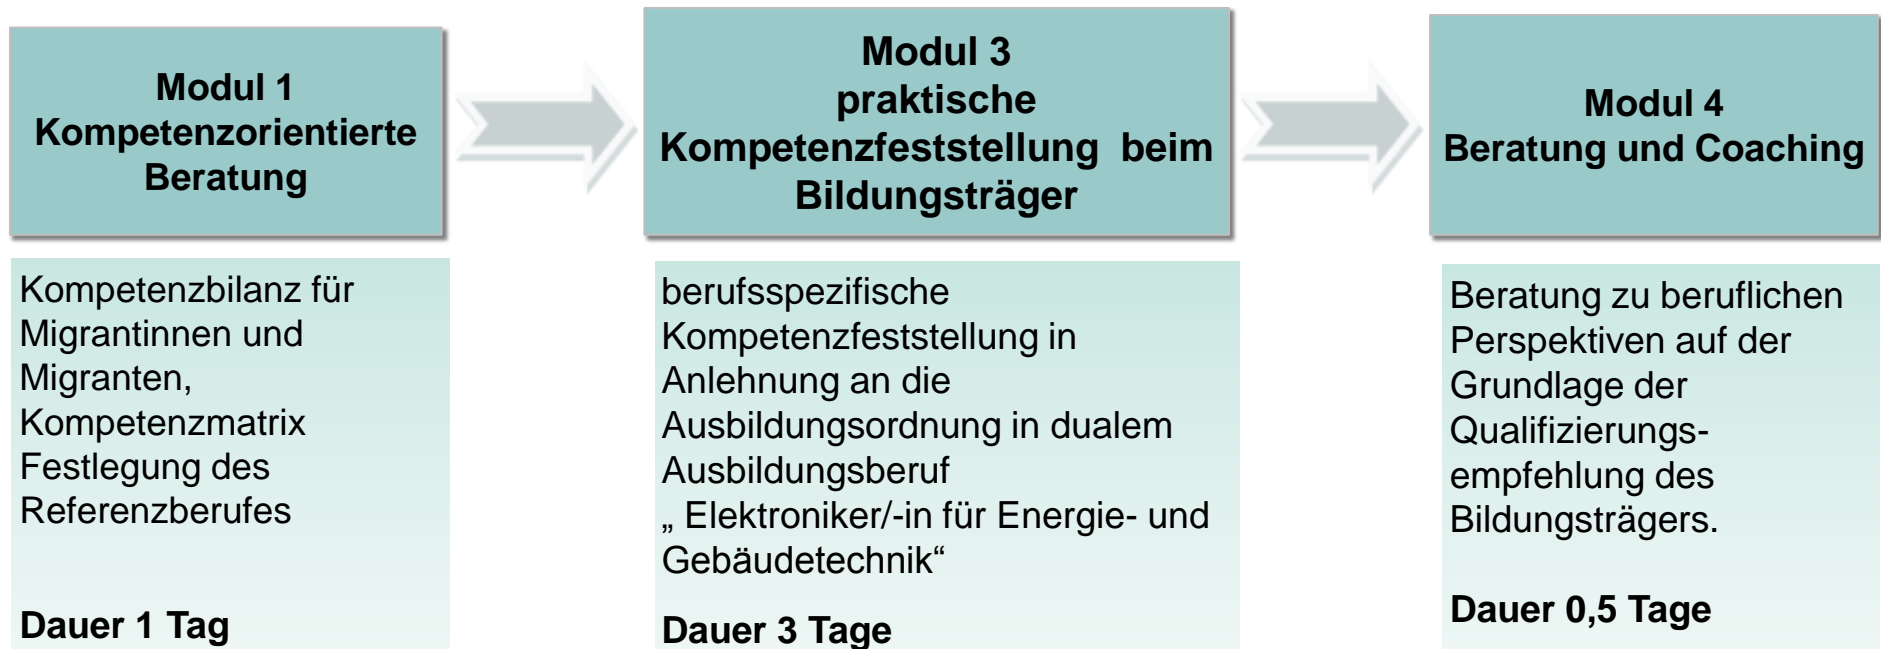 Modul 1
Kompetenzorientierte
Beratung
Kompetenzbilanz für
Migrantinnen und
Migranten,
Kompetenzmatrix
Festlegung des
Referenzberufes
Dauer 1 Tag
Modul 3
praktische
Kompetenzfeststellung beim
Bildungsträger
berufsspezifische
Kompetenzfeststellung in
Anlehnung an die
Ausbildungsordnung in dualem
Ausbildungsberuf
„ Elektroniker/-in für Energie- und
Gebäudetechnik“
Dauer 3 Tage
Modul 4
Beratung und Coaching
Beratung zu beruflichen
Perspektiven auf der
Grundlage der
Qualifizierungs-
empfehlung des
Bildungsträgers.
Dauer 0,5 Tage